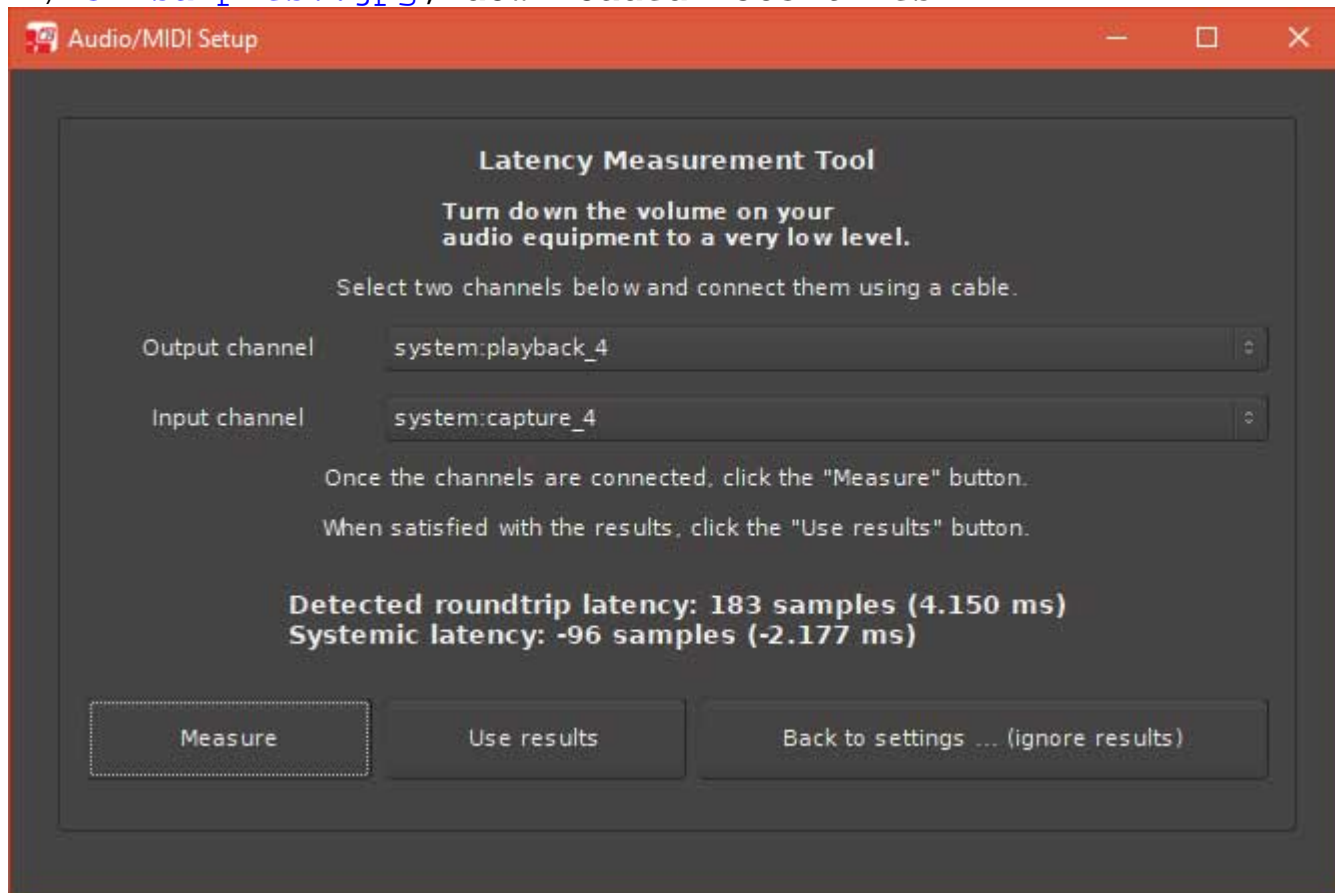 Audio/MIDI Setup
Latency Measurement Tool
Turn down the volume on your
audio equipment to a very low level.
Select two channels below and connect them using a cable.
Output channel system:playback_4
Input channel system:capture_4
Once the channels are connected, click the "Measure" button.
When satisfied with the results, click the "Use results" button.
Detected roundtrip latency: 183 samples (4.150 ms)
Systemic latency: -96 samples (-2.177 ms)
Measure Use results Back to settings ... (ignore results)